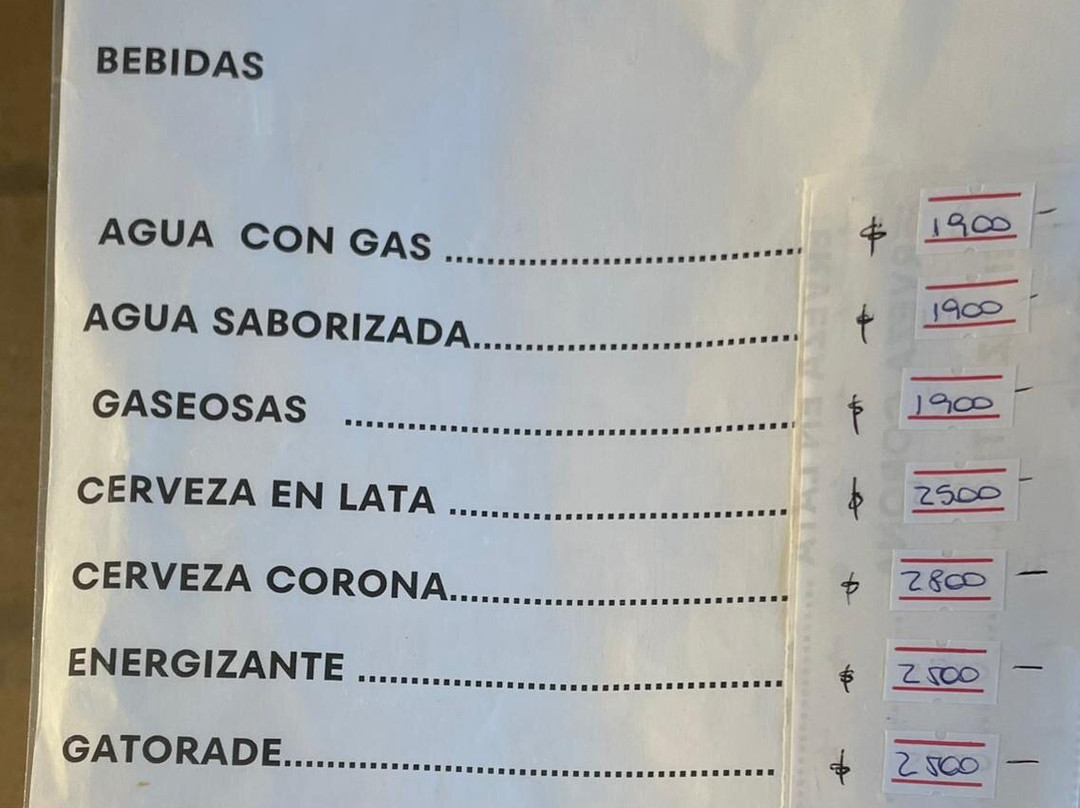 BEBIDAS
AGUA CON GAS .................................... $ 1900 -
AGUA SABORIZADA................................. $ 1900 -
GASEOSAS .............................................. $ 1900 -
CERVEZA EN LATA ................................... $ 2500 -
CERVEZA CORONA................................... $ 2800 -
ENERGIZANTE ........................................... $ 2500 -
GATORADE.................................................. $ 2500 -